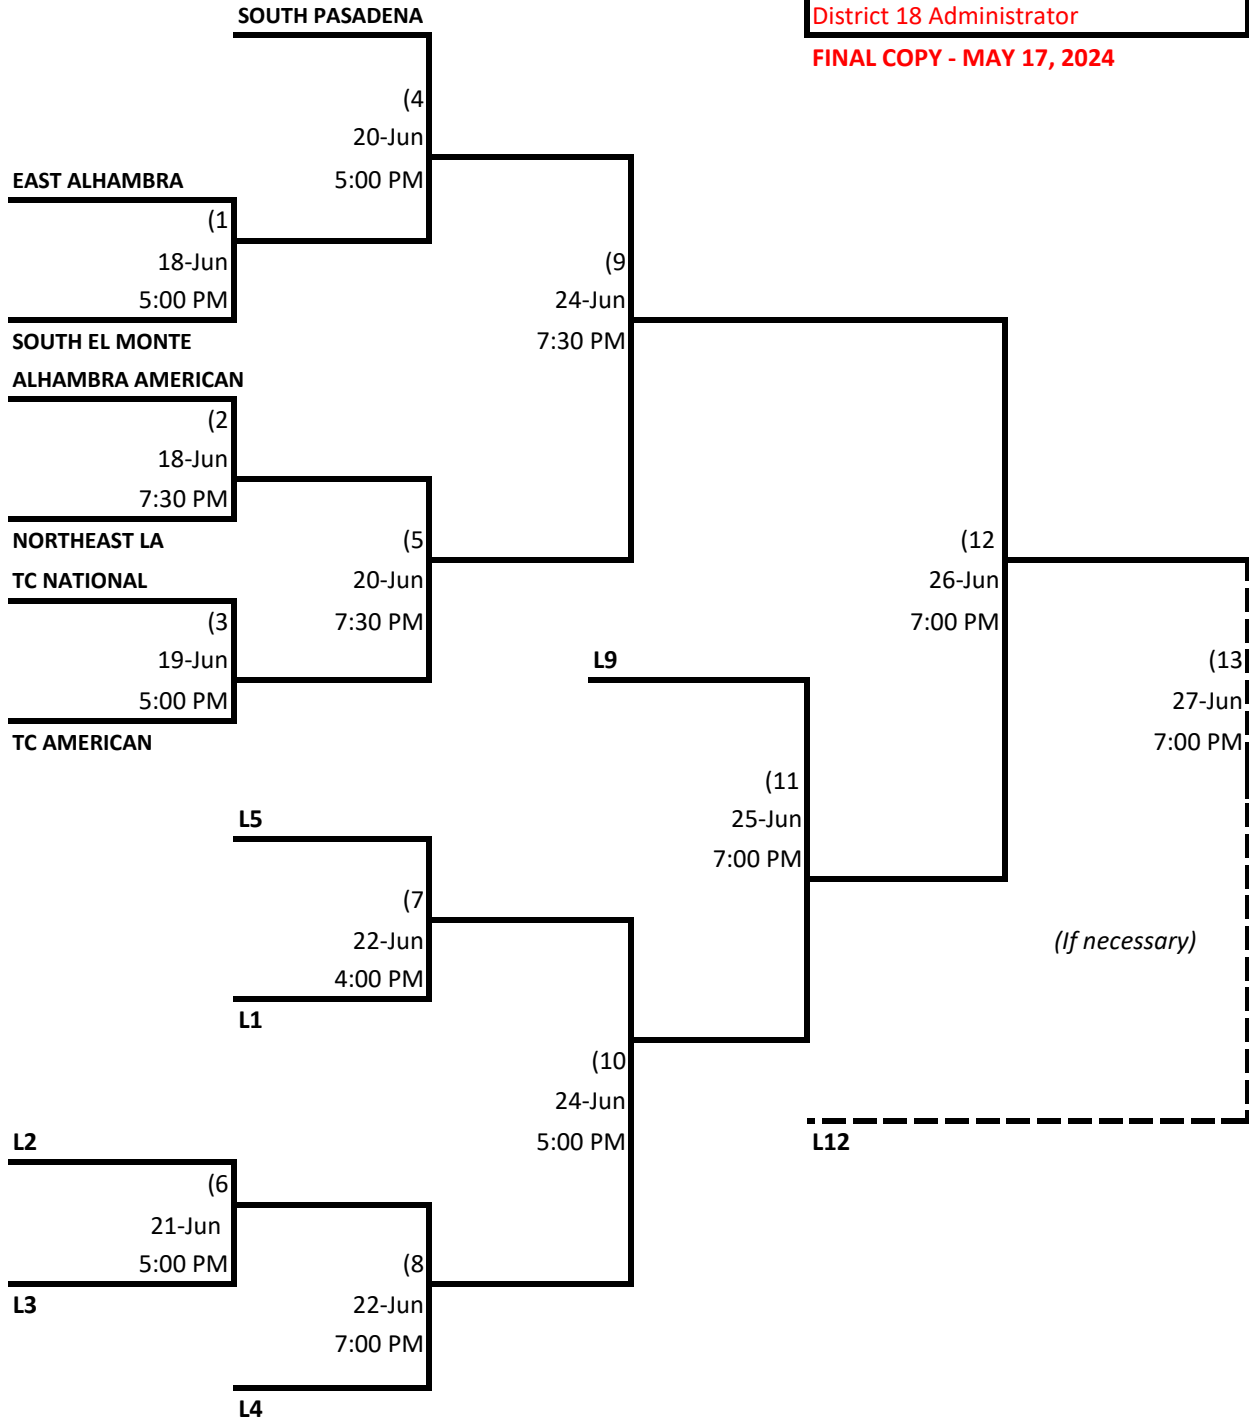 SOUTH PASADENA
District 18 Administrator
FINAL COPY - MAY 17, 2024
(4
20-Jun
5:00 PM
EAST ALHAMBRA
(1
18-Jun
5:00 PM
SOUTH EL MONTE
(9
24-Jun
7:30 PM
ALHAMBRA AMERICAN
(2
18-Jun
7:30 PM
NORTHEAST LA
(5
20-Jun
7:30 PM
TC NATIONAL
(3
19-Jun
5:00 PM
TC AMERICAN
(12
26-Jun
7:00 PM
L9
(13
27-Jun
7:00 PM
(11
25-Jun
7:00 PM
L5
(7
22-Jun
4:00 PM
L1
(If necessary)
(10
24-Jun
5:00 PM
L12
L2
(6
21-Jun
5:00 PM
L3
(8
22-Jun
7:00 PM
L4